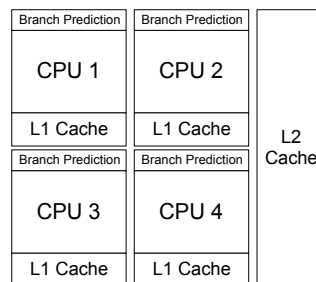 Branch Prediction
CPU 1
L1 Cache
Branch Prediction
CPU 2
L1 Cache
Branch Prediction
CPU 3
L1 Cache
Branch Prediction
CPU 4
L1 Cache
L2
Cache